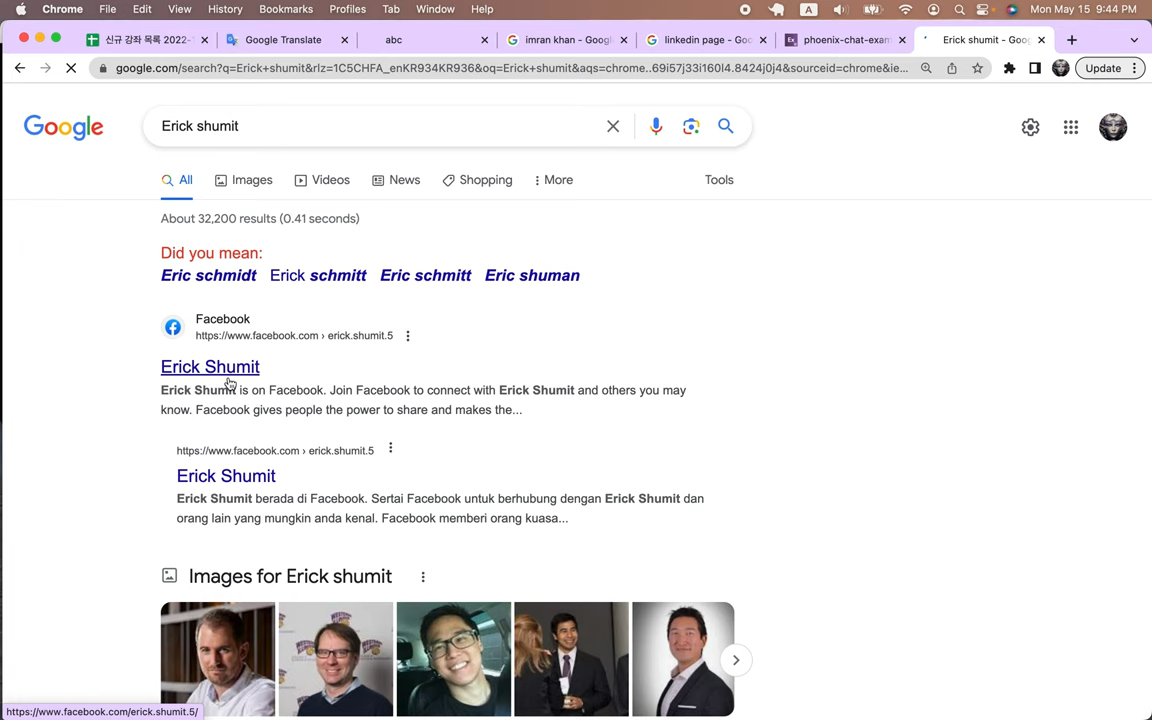 Chrome File Edit View History Bookmarks Profiles Tab Window Help A Mon May 15 9:44 PM
신규 강좌 목록 2022- Google Translate abc imran khan - Googl linkedin page - Goo Ex phoenix-chat-exam Erick shumit - Goog
google.com/search?q=Erick+shumit&rlz=1C5CHFA_enKR934KR936&oq=Erick+shumit&aqs=chrome..69i57j33i160l4.8424j0j4&sourceid=chrome&ie... Update
Google Erick shumit
All Images Videos News Shopping More Tools
About 32,200 results (0.41 seconds)
Did you mean:
Eric schmidt Erick schmitt Eric schmitt Eric shuman
Facebook
https://www.facebook.com › erick.shumit.5
Erick Shumit
Erick Shumit is on Facebook. Join Facebook to connect with Erick Shumit and others you may
know. Facebook gives people the power to share and makes the...
https://www.facebook.com › erick.shumit.5
Erick Shumit
Erick Shumit berada di Facebook. Sertai Facebook untuk berhubung dengan Erick Shumit dan
orang lain yang mungkin anda kenal. Facebook memberi orang kuasa...
Images for Erick shumit
https://www.facebook.com/erick.shumit.5/